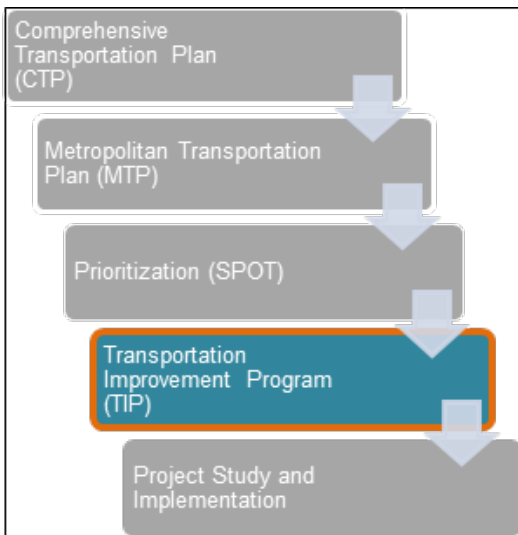 Comprehensive
Transportation Plan
(CTP)
Metropolitan Transportation
Plan (MTP)
Prioritization (SPOT)
Transportation
Improvement Program
(TIP)
Project Study and
Implementation